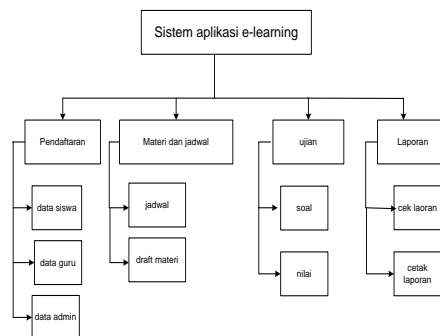 Sistem aplikasi e-learning
Pendaftaran
Materi dan jadwal
ujian
Laporan
data siswa
jadwal
soal
cek laoran
data guru
draft materi
nilai
cetak
laporan
data admin